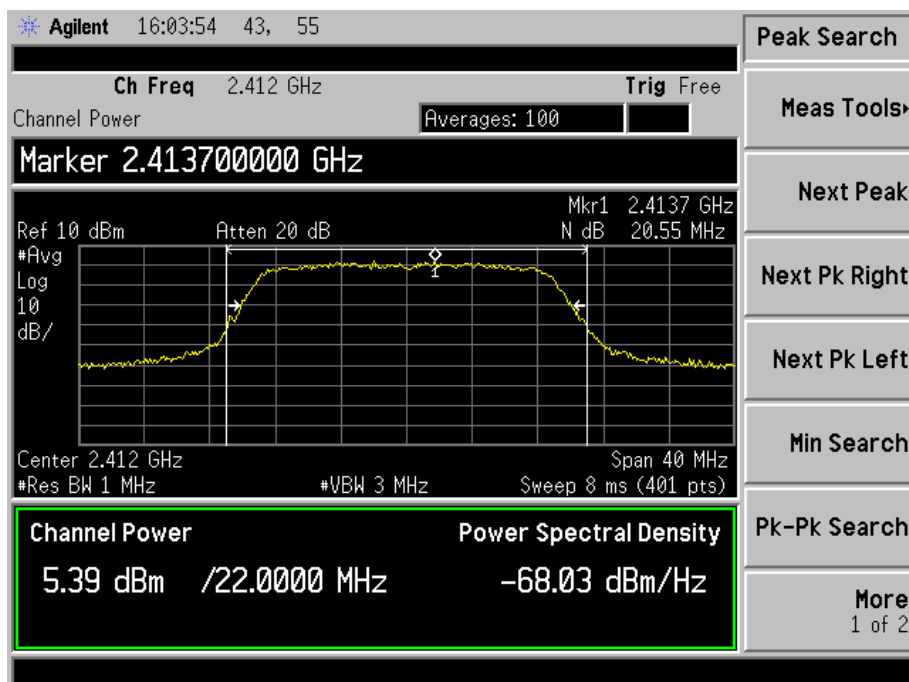 Agilent 16:03:54 43, 55
Peak Search
Ch Freq 2.412 GHz Trig Free
Channel Power Averages: 100
Meas Tools
Marker 2.413700000 GHz
Next Peak
Mkr1 2.4137 GHz
Ref 10 dBm Atten 20 dB N dB 20.55 MHz
#Avg
Log
10
dB/
1
Next Pk Right
Next Pk Left
Center 2.412 GHz Span 40 MHz
#Res BW 1 MHz #VBW 3 MHz Sweep 8 ms (401 pts)
Min Search
Channel Power Power Spectral Density
5.39 dBm /22.0000 MHz -68.03 dBm/Hz
Pk-Pk Search
More
1 of 2